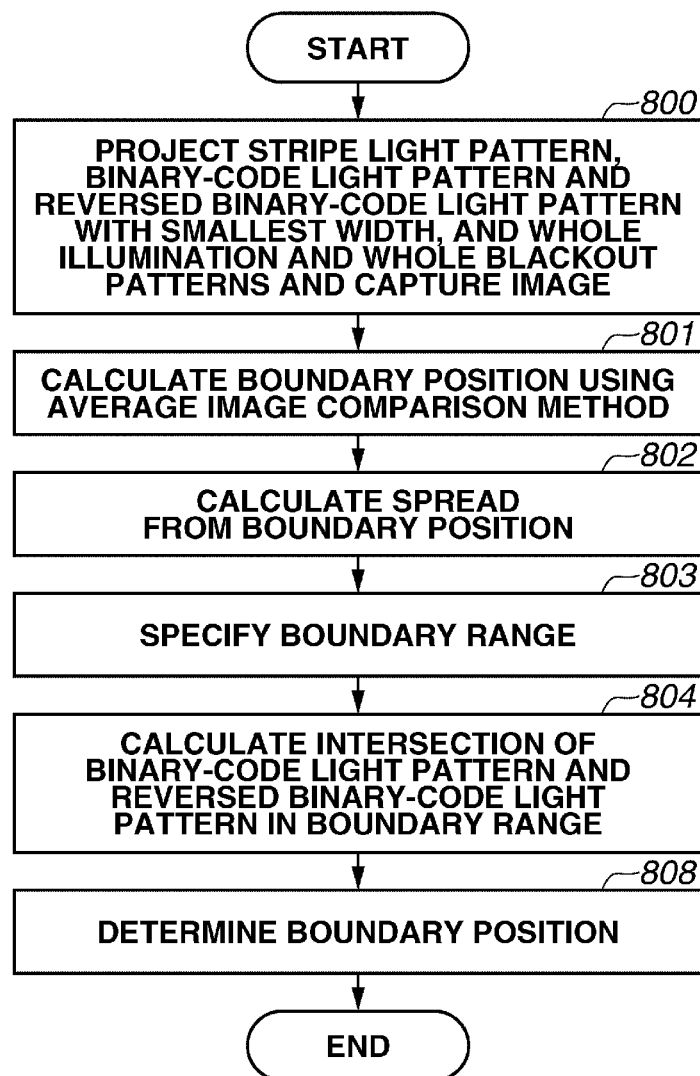 START
800
PROJECT STRIPE LIGHT PATTERN,
BINARY-CODE LIGHT PATTERN AND
REVERSED BINARY-CODE LIGHT PATTERN
WITH SMALLEST WIDTH, AND WHOLE
ILLUMINATION AND WHOLE BLACKOUT
PATTERNS AND CAPTURE IMAGE
801
CALCULATE BOUNDARY POSITION USING
AVERAGE IMAGE COMPARISON METHOD
802
CALCULATE SPREAD
FROM BOUNDARY POSITION
803
SPECIFY BOUNDARY RANGE
804
CALCULATE INTERSECTION OF
BINARY-CODE LIGHT PATTERN AND
REVERSED BINARY-CODE LIGHT
PATTERN IN BOUNDARY RANGE
808
DETERMINE BOUNDARY POSITION
END